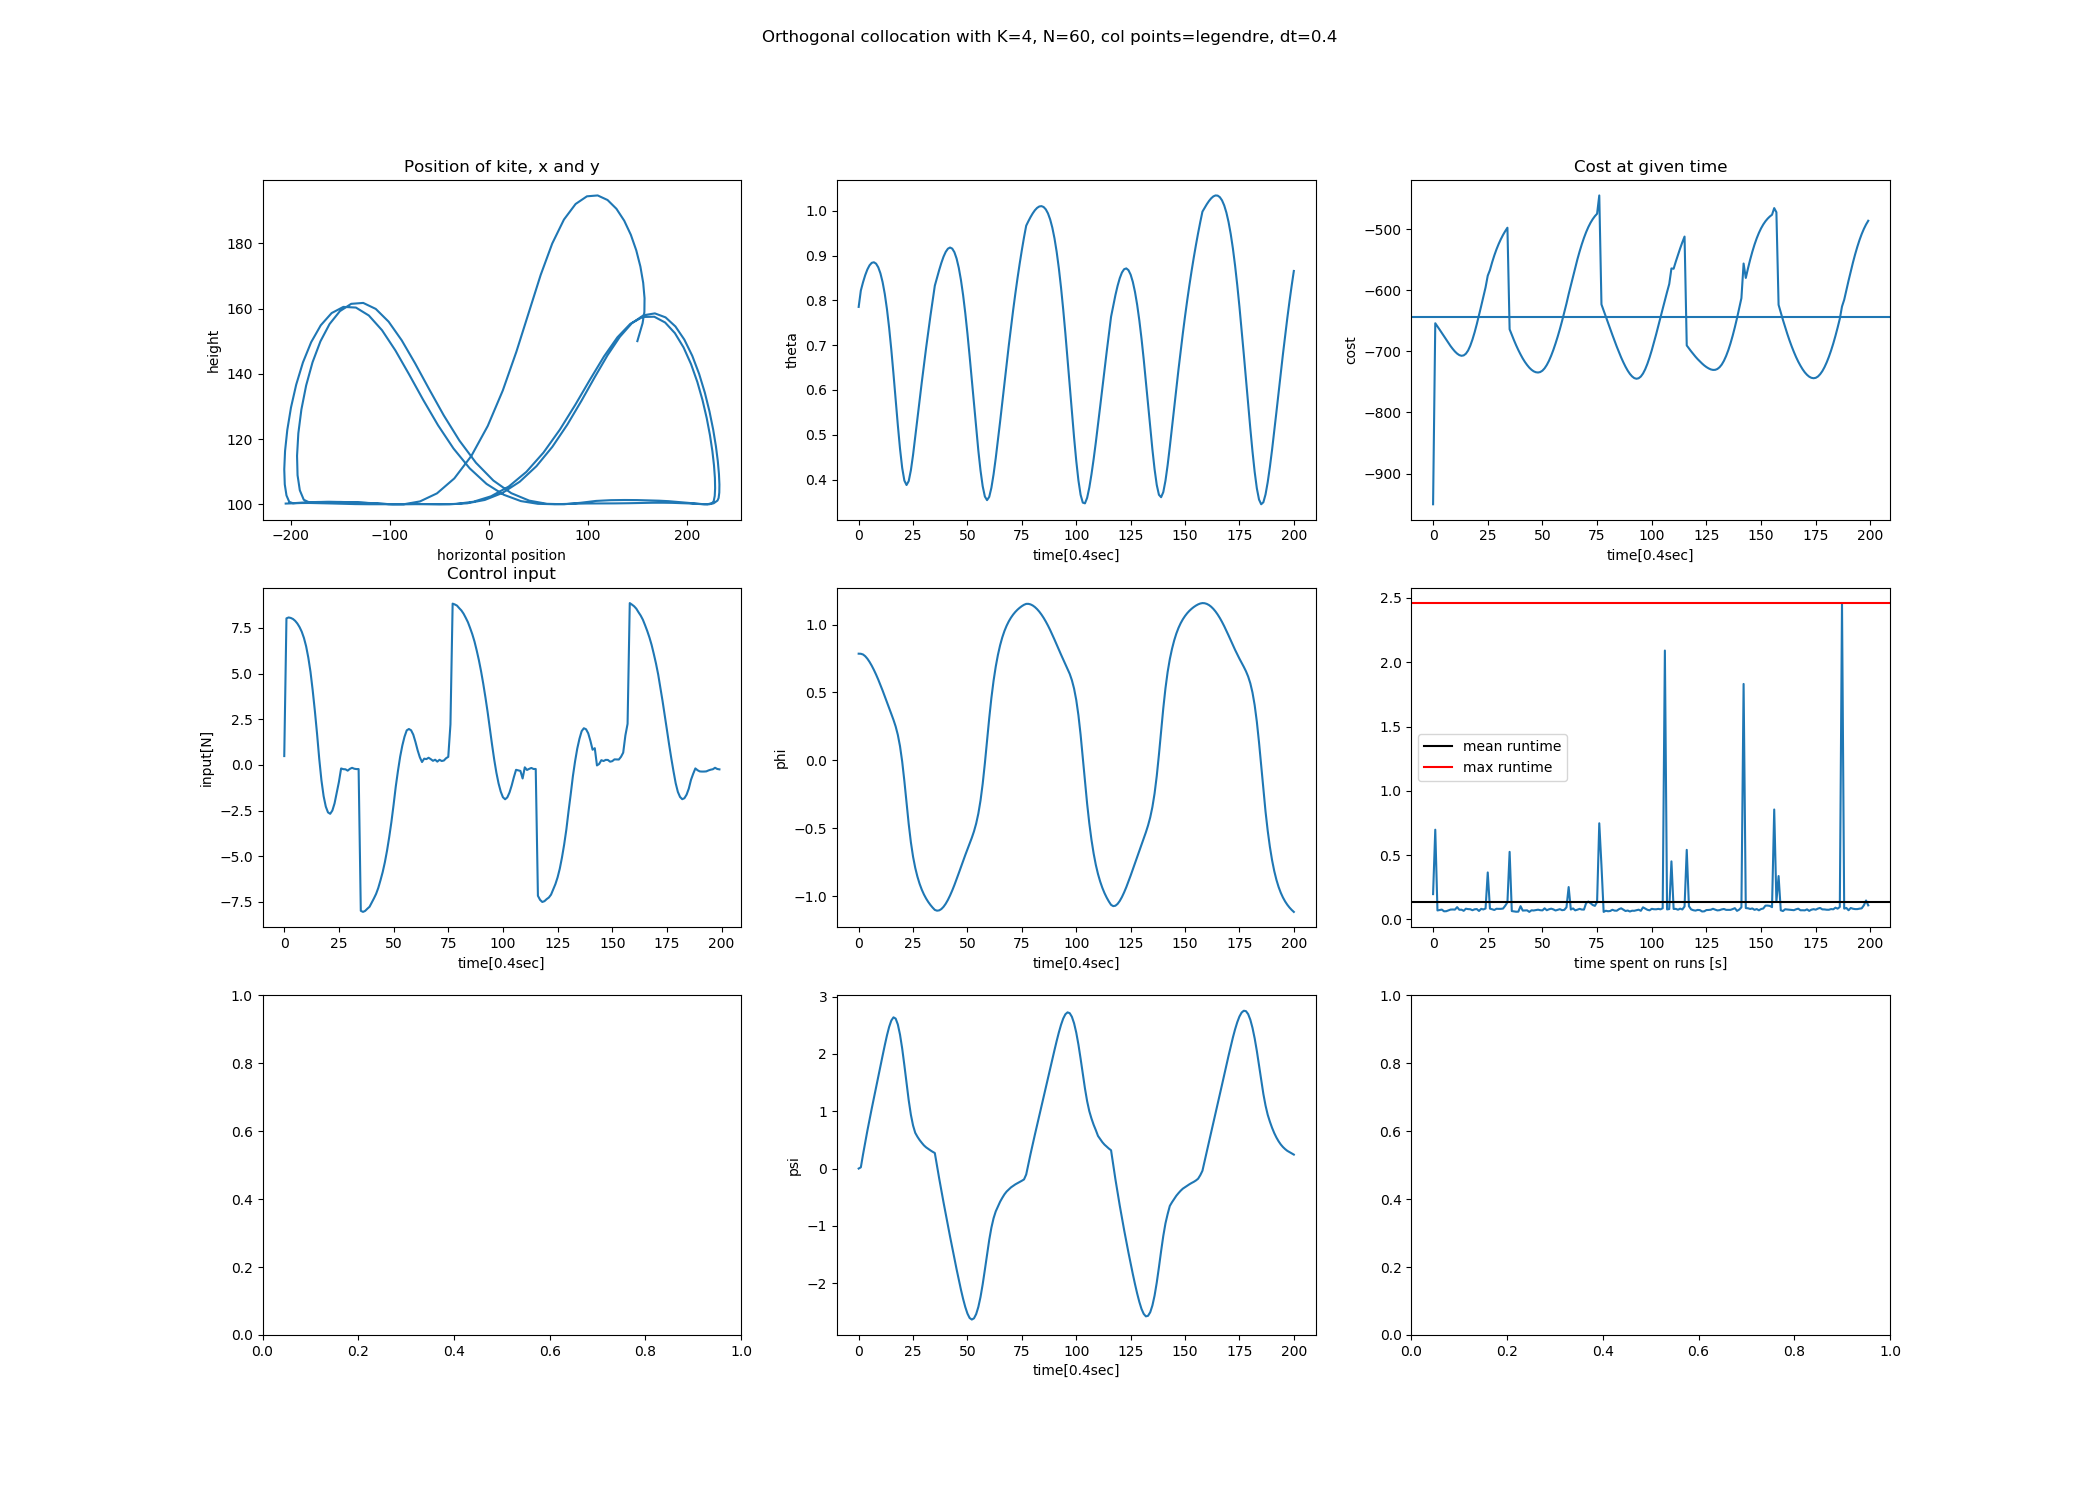 Orthogonal collocation with K=4, N=60, col points=legendre, dt=0.4
Position of kite, x and y
height
180
160
140
120
100
−200 −100 0 100 200
horizontal position
theta
1.0
0.9
0.8
0.7
0.6
0.5
0.4
0 25 50 75 100 125 150 175 200
time[0.4sec]
Cost at given time
cost
−500
−600
−700
−800
−900
0 25 50 75 100 125 150 175 200
time[0.4sec]
Control input
input[N]
7.5
5.0
2.5
0.0
−2.5
−5.0
−7.5
0 25 50 75 100 125 150 175 200
time[0.4sec]
phi
1.0
0.5
0.0
−0.5
−1.0
0 25 50 75 100 125 150 175 200
time[0.4sec]
2.5
2.0
1.5
1.0
0.5
0.0
mean runtime
max runtime
0 25 50 75 100 125 150 175 200
time spent on runs [s]
1.0
0.8
0.6
0.4
0.2
0.0
0.0 0.2 0.4 0.6 0.8 1.0
psi
3
2
1
0
−1
−2
0 25 50 75 100 125 150 175 200
time[0.4sec]
1.0
0.8
0.6
0.4
0.2
0.0
0.0 0.2 0.4 0.6 0.8 1.0